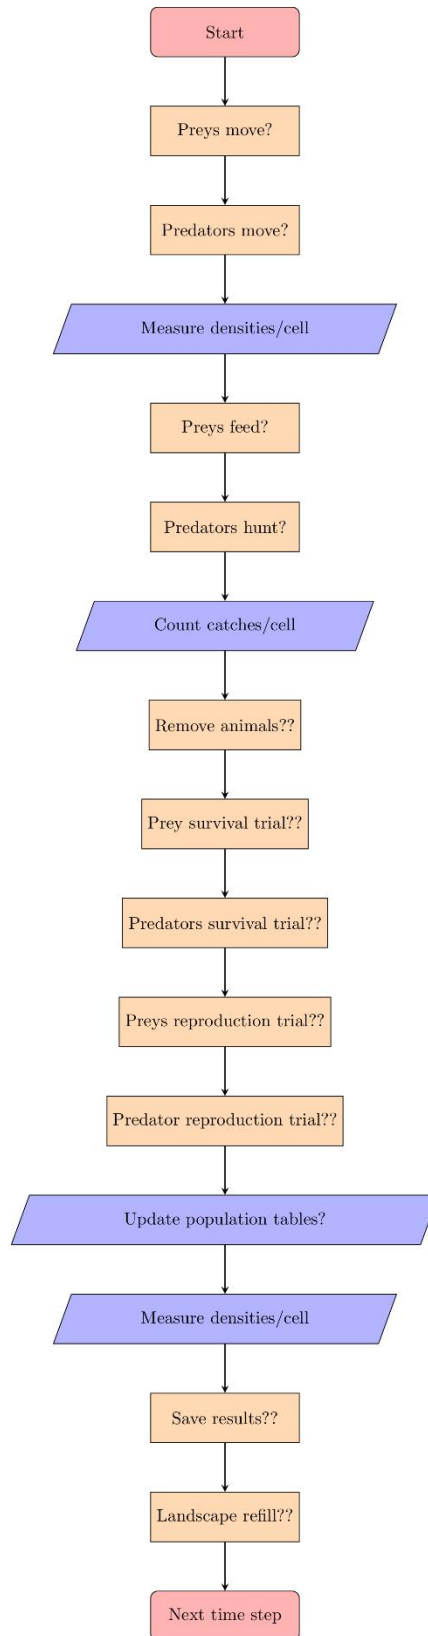 Start
Preys move?
Predators move?
Measure densities/cell
Preys feed?
Predators hunt?
Count catches/cell
Remove animals??
Prey survival trial??
Predators survival trial??
Preys reproduction trial??
Predator reproduction trial??
Update population tables?
Measure densities/cell
Save results??
Landscape refill??
Next time step